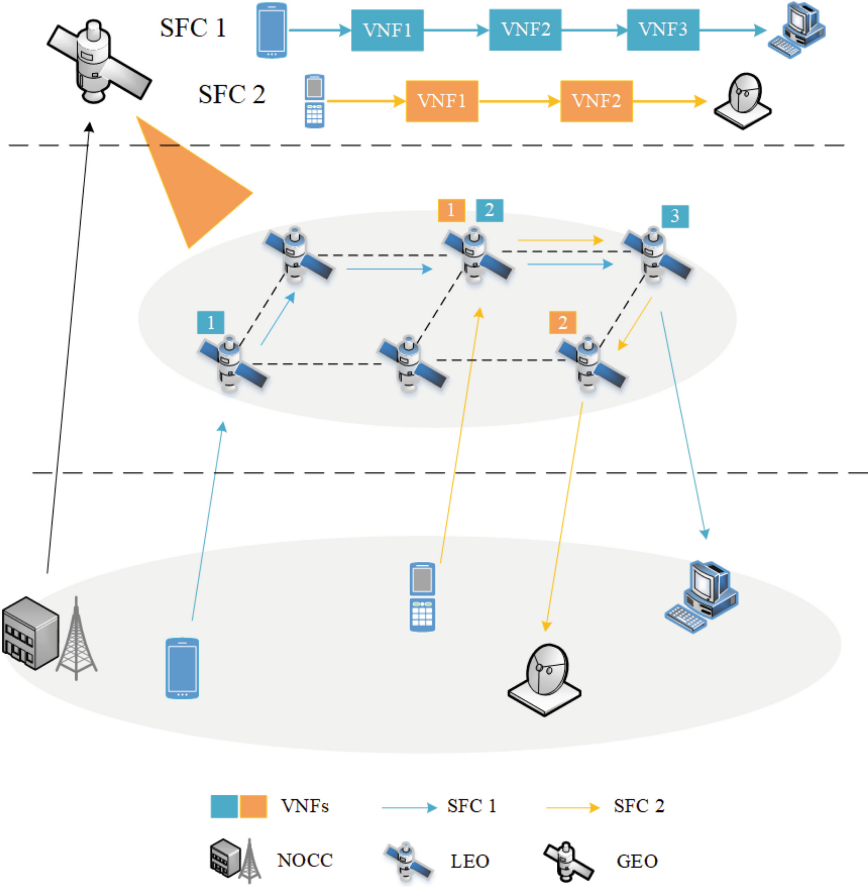 SFC 1 VNF1 VNF2 VNF3
SFC 2 VNF1 VNF2
1 2 3
1 2
VNFs SFC 1 SFC 2
NOCC LEO GEO